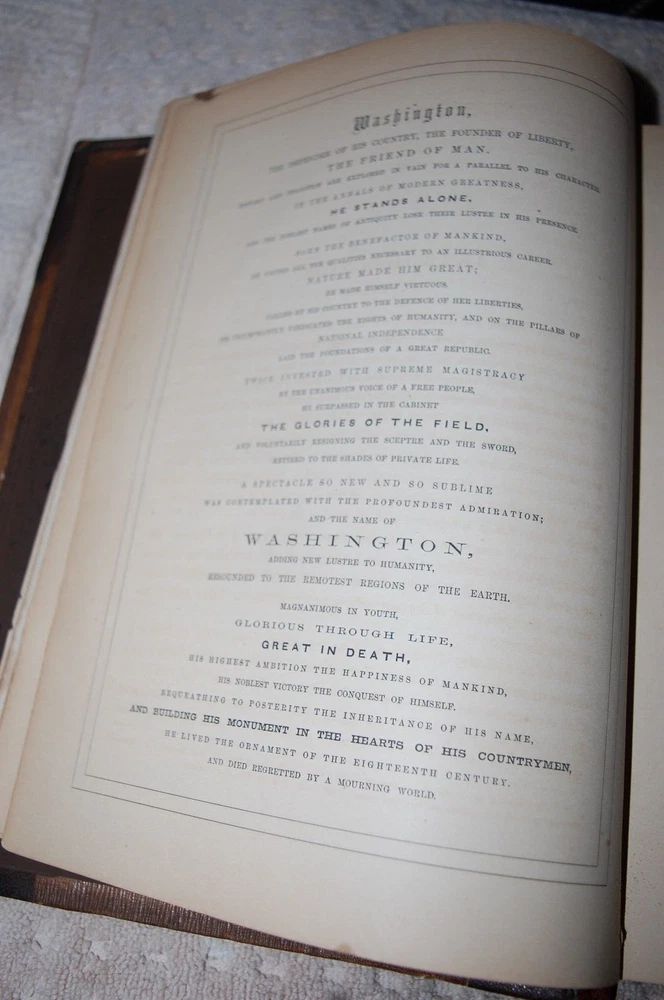 Washington,
THE DEFENDER OF HIS COUNTRY, THE FOUNDER OF LIBERTY,
THE FRIEND OF MAN.
HISTORY AND TRADITION ARE EXPLORED IN VAIN FOR A PARALLEL TO HIS CHARACTER
IN THE ANNALS OF MODERN GREATNESS,
HE STANDS ALONE,
AND THE NOBLEST NAMES OF ANTIQUITY LOSE THEIR LUSTRE IN HIS PRESENCE.
BORN THE BENEFACTOR OF MANKIND,
HE UNITED ALL THE QUALITIES NECESSARY TO AN ILLUSTRIOUS CAREER.
NATURE MADE HIM GREAT;
HE MADE HIMSELF VIRTUOUS.
CALLED BY HIS COUNTRY TO THE DEFENCE OF HER LIBERTIES,
HE TRIUMPHANTLY VINDICATED THE RIGHTS OF HUMANITY, AND ON THE PILLARS OF
NATIONAL INDEPENDENCE
LAID THE FOUNDATIONS OF A GREAT REPUBLIC.
TWICE INVESTED WITH SUPREME MAGISTRACY
BY THE UNANIMOUS VOICE OF A FREE PEOPLE,
HE SURPASSED IN THE CABINET
THE GLORIES OF THE FIELD,
AND VOLUNTARILY RESIGNING THE SCEPTRE AND THE SWORD,
RETIRED TO THE SHADES OF PRIVATE LIFE.
A SPECTACLE SO NEW AND SO SUBLIME
WAS CONTEMPLATED WITH THE PROFOUNDEST ADMIRATION;
AND THE NAME OF
WASHINGTON,
ADDING NEW LUSTRE TO HUMANITY,
RESOUNDED TO THE REMOTEST REGIONS OF THE EARTH.
MAGNANIMOUS IN YOUTH,
GLORIOUS THROUGH LIFE,
GREAT IN DEATH,
HIS HIGHEST AMBITION THE HAPPINESS OF MANKIND,
HIS NOBLEST VICTORY THE CONQUEST OF HIMSELF.
BEQUEATHING TO POSTERITY THE INHERITANCE OF HIS NAME,
AND BUILDING HIS MONUMENT IN THE HEARTS OF HIS COUNTRYMEN,
HE LIVED THE ORNAMENT OF THE EIGHTEENTH CENTURY,
AND DIED REGRETTED BY A MOURNING WORLD.